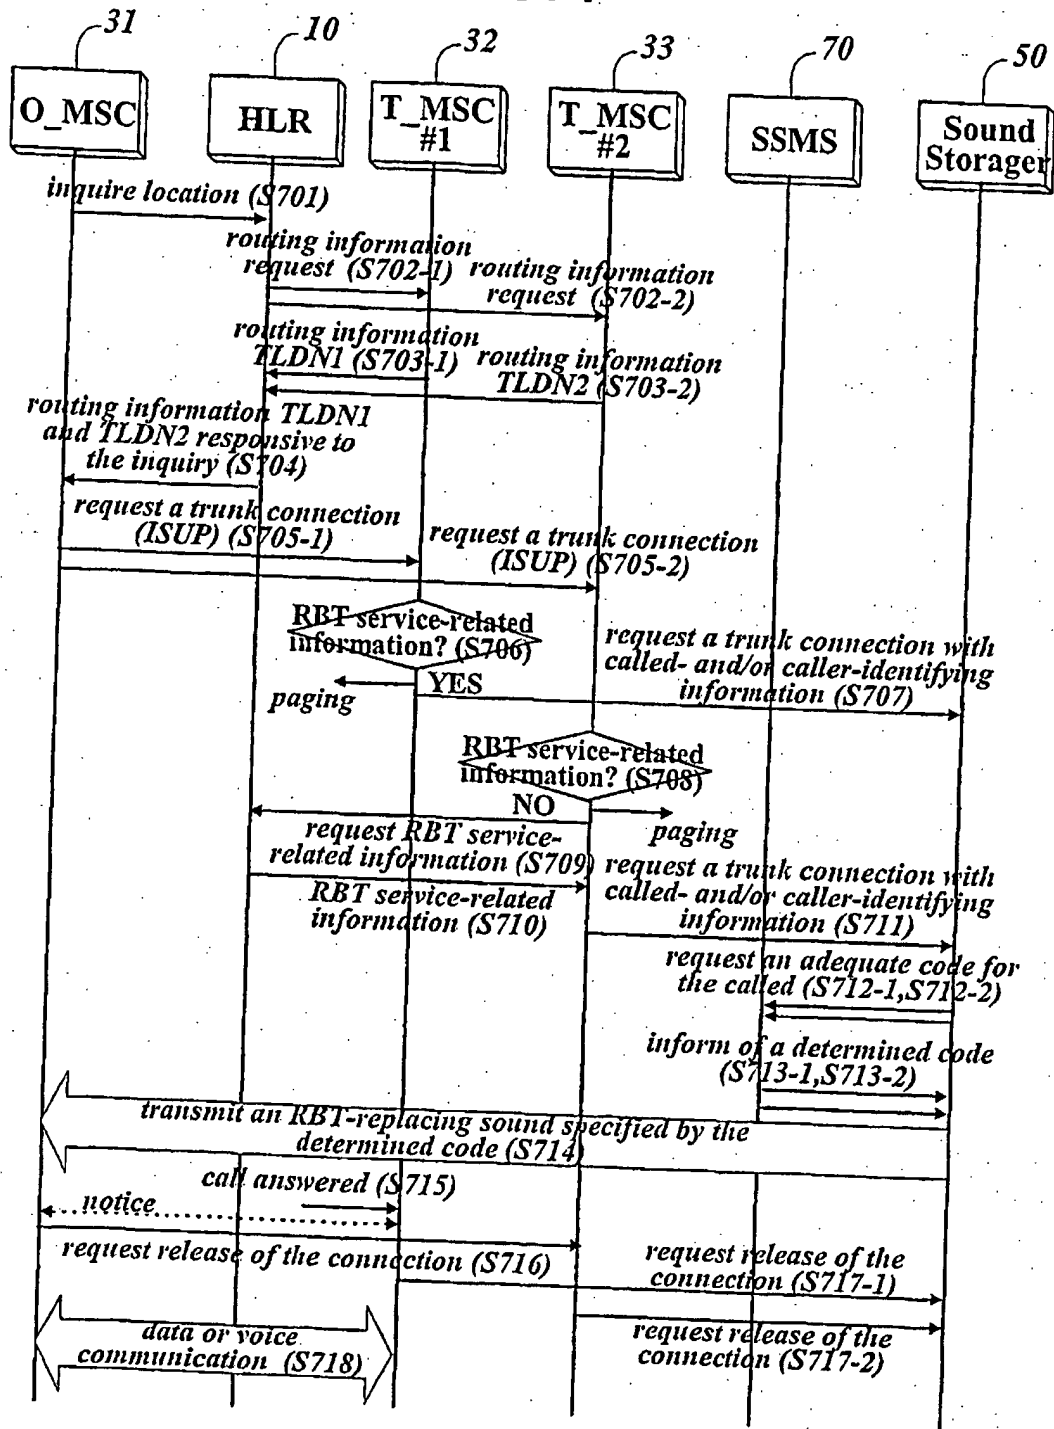 31
10
32
33
70
50
O_MSC
HLR
T_MSC
#1
T_MSC
#2
SSMS
Sound
Storager
inquire location (S701)
routing information
request (S702-1)
routing information
request (S702-2)
routing information
TLDN1 (S703-1)
routing information
TLDN2 (S703-2)
routing information TLDN1
and TLDN2 responsive to
the inquiry (S704)
request a trunk connection
(ISUP) (S705-1)
request a trunk connection
(ISUP) (S705-2)
RBT service-related
information? (S706)
YES
paging
request a trunk connection with
called- and/or caller-identifying
information (S707)
RBT service-related
information? (S708)
NO
paging
request RBT service-
related information (S709)
RBT service-related
information (S710)
request a trunk connection with
called- and/or caller-identifying
information (S711)
request an adequate code for
the called (S712-1,S712-2)
inform of a determined code
(S713-1,S713-2)
transmit an RBT-replacing sound specified by the
determined code (S714)
call answered (S715)
notice
request release of the connection (S716)
request release of the
connection (S717-1)
request release of the
connection (S717-2)
data or voice
communication (S718)